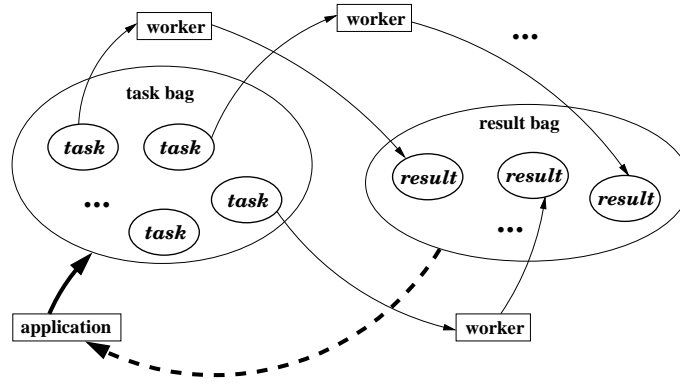 worker
worker
...
task bag
result bag
task
task
result
result
result
task
...
task
...
application
worker